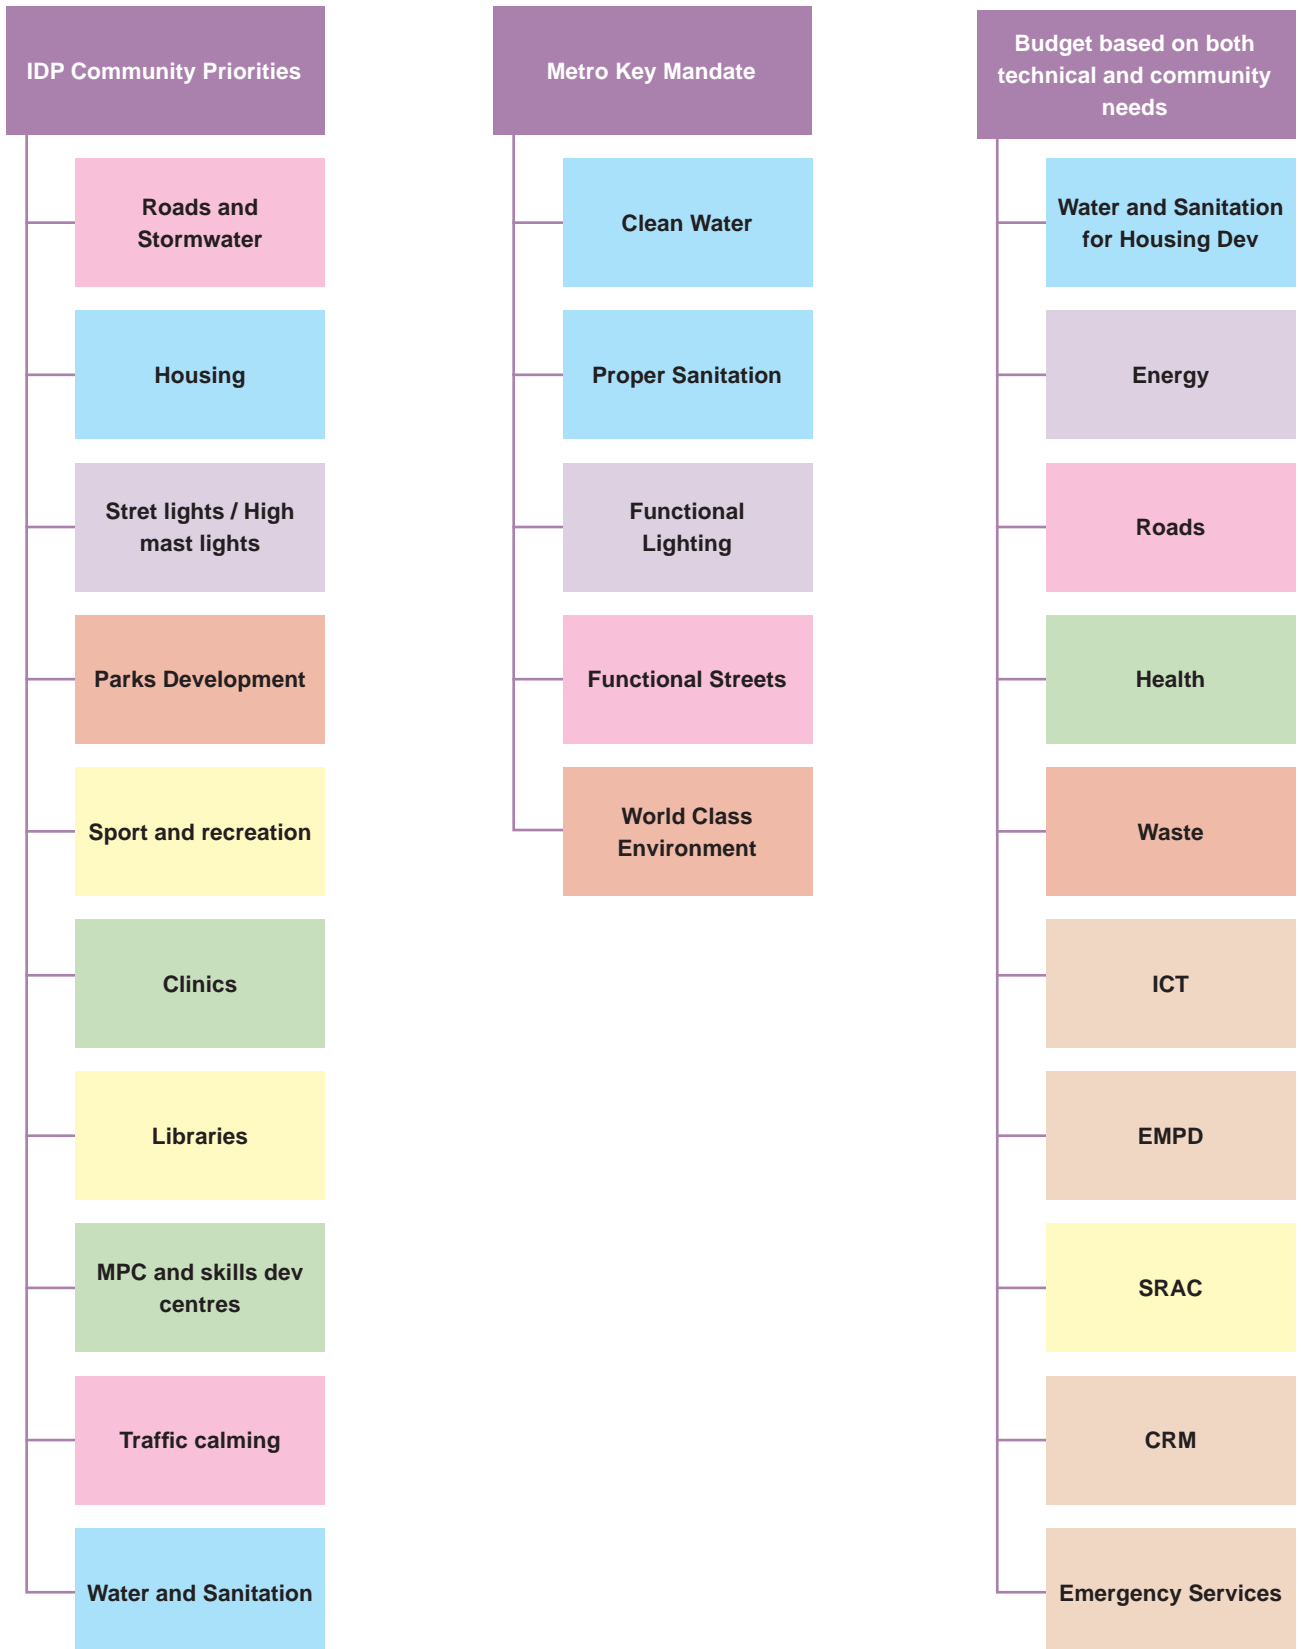 IDP Community Priorities
Roads and
Stormwater
Housing
Stret lights / High
mast lights
Parks Development
Sport and recreation
Clinics
Libraries
MPC and skills dev
centres
Traffic calming
Water and Sanitation
Metro Key Mandate
Clean Water
Proper Sanitation
Functional
Lighting
Functional Streets
World Class
Environment
Budget based on both
technical and community
needs
Water and Sanitation
for Housing Dev
Energy
Roads
Health
Waste
ICT
EMPD
SRAC
CRM
Emergency Services